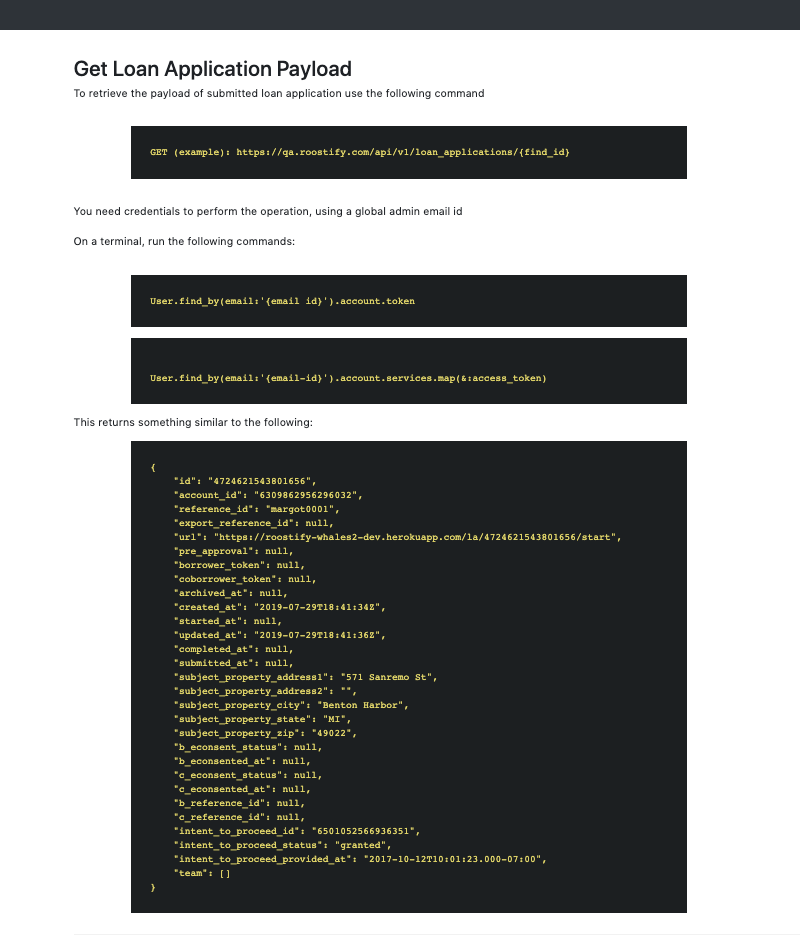 Get Loan Application Payload
To retrieve the payload of submitted loan application use the following command
GET (example): https://qa.roostify.com/api/v1/loan_applications/{find_id}
You need credentials to perform the operation, using a global admin email id
On a terminal, run the following commands:
User.find_by(email:'{email id}').account.token
User.find_by(email:'{email-id}').account.services.map(&:access_token)
This returns something similar to the following:
{
    "id": "4724621543801656",
    "account_id": "6309862956296032",
    "reference_id": "margot0001",
    "export_reference_id": null,
    "url": "https://roostify-whales2-dev.herokuapp.com/la/4724621543801656/start",
    "pre_approval": null,
    "borrower_token": null,
    "coborrower_token": null,
    "archived_at": null,
    "created_at": "2019-07-29T18:41:34Z",
    "started_at": null,
    "updated_at": "2019-07-29T18:41:36Z",
    "completed_at": null,
    "submitted_at": null,
    "subject_property_address1": "571 Sanremo St",
    "subject_property_address2": "",
    "subject_property_city": "Benton Harbor",
    "subject_property_state": "MI",
    "subject_property_zip": "49022",
    "b_econsent_status": null,
    "b_econsented_at": null,
    "c_econsent_status": null,
    "c_econsented_at": null,
    "b_reference_id": null,
    "c_reference_id": null,
    "intent_to_proceed_id": "6501052566936351",
    "intent_to_proceed_status": "granted",
    "intent_to_proceed_provided_at": "2017-10-12T10:01:23.000-07:00",
    "team": []
}